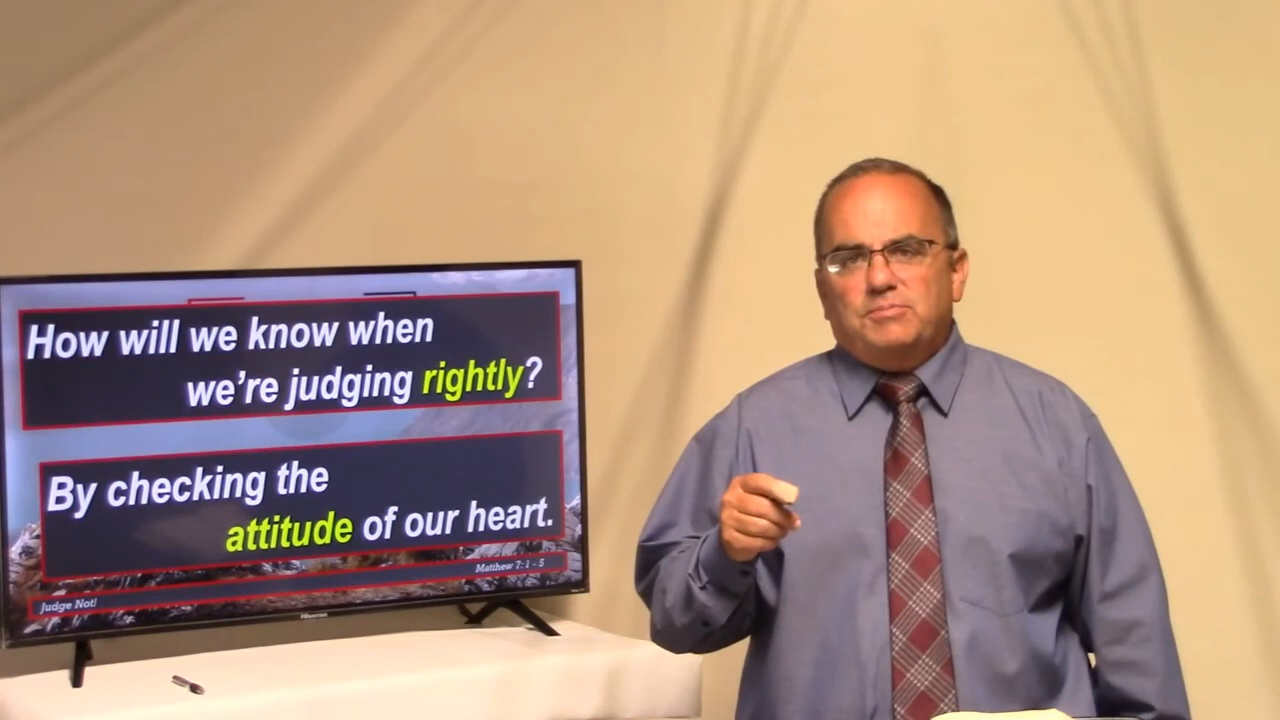 How will we know when
we're judging rightly?
By checking the
attitude of our heart.
Matthew 7: 1 - 5
Judge Not!
Hisense